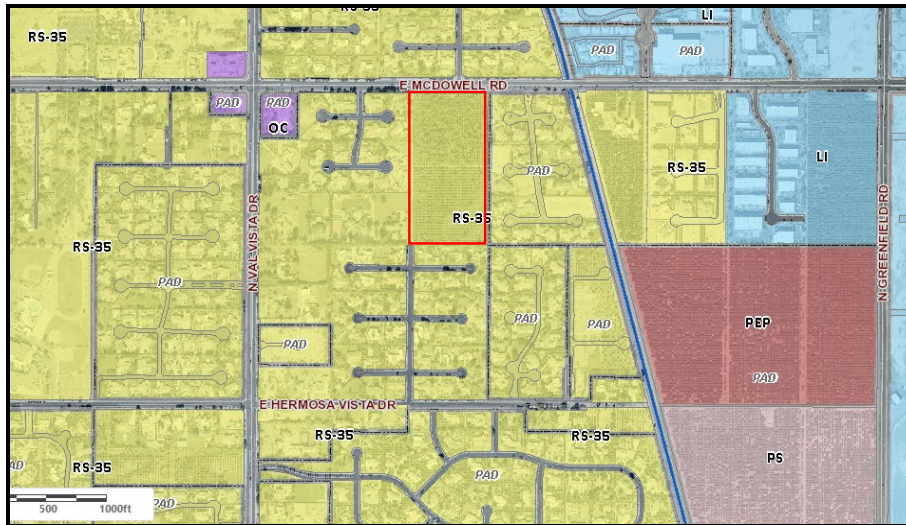 RS-35
RS-35
LI
PAD
PAD
E MCDOWELL RD
PAD
PAD
OC
LI
PAD
RS-35
RS-35
N VAL VISTA DR
N GREENFIELD RD
RS-35
PAD
PAD
PAD
PEP
PAD
PAD
E HERMOSA VISTA DR
RS-35
RS-35
PS
AD
RS-35
PAD
PAD
500
1000ft